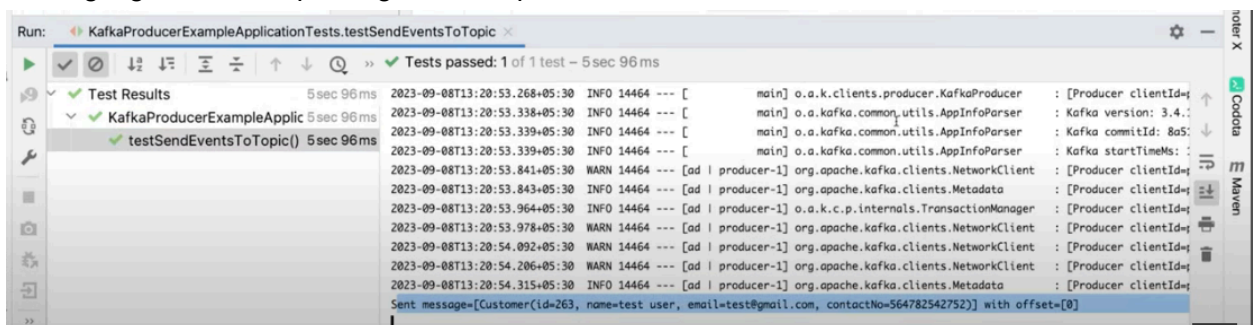 Run: KafkaProducerExampleApplicationTests.testSendEventsToTopic
Tests passed: 1 of 1 test – 5 sec 96 ms
Test Results 5 sec 96 ms
KafkaProducerExampleApplic 5 sec 96 ms
testSendEventsToTopic() 5 sec 96 ms
2023-09-08T13:20:53.268+05:30 INFO 14464 --- [ main] o.a.k.clients.producer.KafkaProducer : [Producer clientId=
2023-09-08T13:20:53.338+05:30 INFO 14464 --- [ main] o.a.kafka.common.utils.AppInfoParser : Kafka version: 3.4.
2023-09-08T13:20:53.339+05:30 INFO 14464 --- [ main] o.a.kafka.common.utils.AppInfoParser : Kafka commitId: 8a5
2023-09-08T13:20:53.339+05:30 INFO 14464 --- [ main] o.a.kafka.common.utils.AppInfoParser : Kafka startTimeMs:
2023-09-08T13:20:53.841+05:30 WARN 14464 --- [ad | producer-1] org.apache.kafka.clients.NetworkClient : [Producer clientId=
2023-09-08T13:20:53.843+05:30 INFO 14464 --- [ad | producer-1] org.apache.kafka.clients.Metadata : [Producer clientId=
2023-09-08T13:20:53.964+05:30 INFO 14464 --- [ad | producer-1] o.a.k.c.p.internals.TransactionManager : [Producer clientId=
2023-09-08T13:20:53.978+05:30 WARN 14464 --- [ad | producer-1] org.apache.kafka.clients.NetworkClient : [Producer clientId=
2023-09-08T13:20:54.092+05:30 WARN 14464 --- [ad | producer-1] org.apache.kafka.clients.NetworkClient : [Producer clientId=
2023-09-08T13:20:54.206+05:30 WARN 14464 --- [ad | producer-1] org.apache.kafka.clients.NetworkClient : [Producer clientId=
2023-09-08T13:20:54.315+05:30 INFO 14464 --- [ad | producer-1] org.apache.kafka.clients.Metadata : [Producer clientId=
Sent message=[Customer(id=263, name=test user, email=test@gmail.com, contactNo=564782542752)] with offset=[0]
Codota
Maven